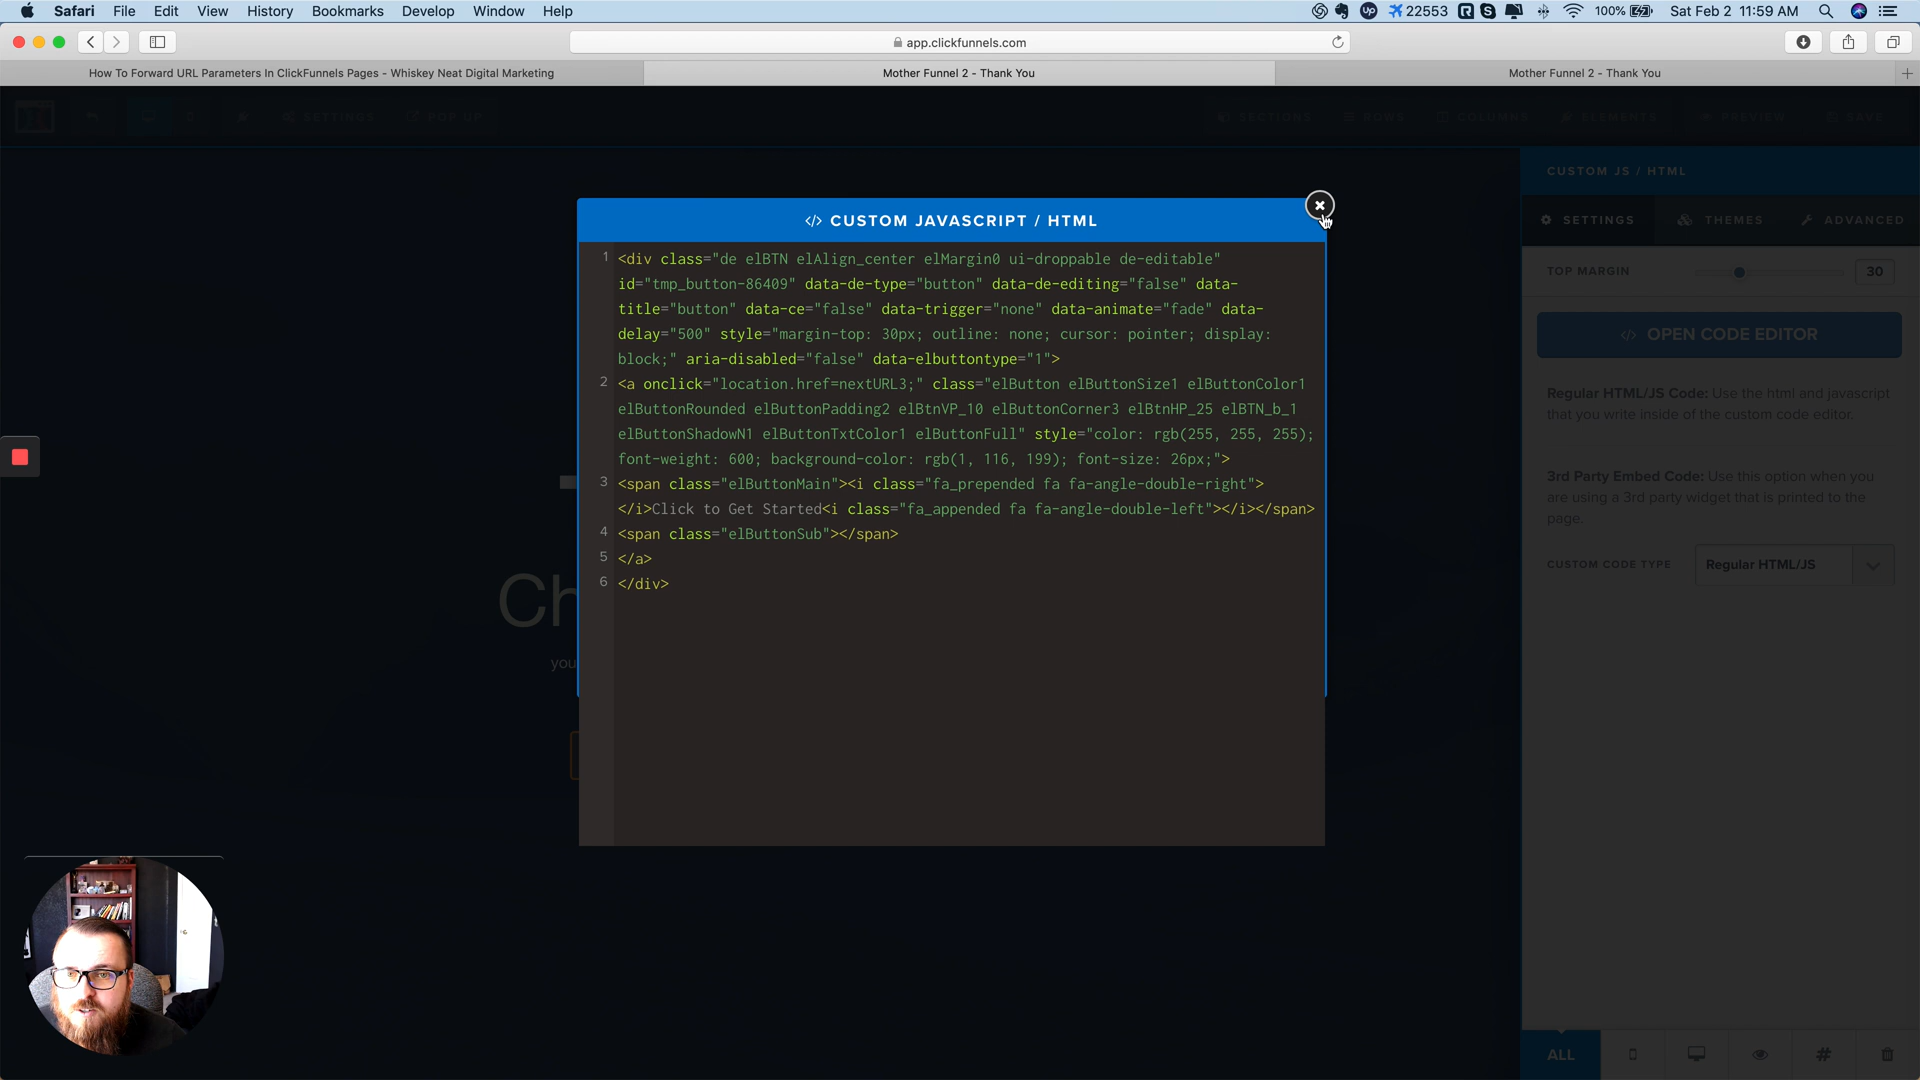 Safari File Edit View History Bookmarks Develop Window Help
22553 100% Sat Feb 2 11:59 AM
app.clickfunnels.com
How To Forward URL Parameters In ClickFunnels Pages - Whiskey Neat Digital Marketing
Mother Funnel 2 - Thank You
Mother Funnel 2 - Thank You
SETTINGS POP UP SECTIONS ROWS COLUMNS ELEMENTS PREVIEW SAVE
CUSTOM JS / HTML
SETTINGS THEMES ADVANCED
TOP MARGIN 30
</> OPEN CODE EDITOR
Regular HTML/JS Code: Use the html and javascript
that you write inside of the custom code editor.
3rd Party Embed Code: Use this option when you
are using a 3rd party widget that is printed to the
page.
CUSTOM CODE TYPE Regular HTML/JS
ALL
</> CUSTOM JAVASCRIPT / HTML
1 <div class="de elBTN elAlign_center elMargin0 ui-droppable de-editable"
id="tmp_button-86409" data-de-type="button" data-de-editing="false" data-
title="button" data-ce="false" data-trigger="none" data-animate="fade" data-
delay="500" style="margin-top: 30px; outline: none; cursor: pointer; display:
block;" aria-disabled="false" data-elbuttontype="1">
2 <a onclick="location.href=nextURL3;" class="elButton elButtonSize1 elButtonColor1
elButtonRounded elButtonPadding2 elBtnVP_10 elButtonCorner3 elBtnHP_25 elBTN_b_1
elButtonShadowN1 elButtonTxtColor1 elButtonFull" style="color: rgb(255, 255, 255);
font-weight: 600; background-color: rgb(1, 116, 199); font-size: 26px;">
3 <span class="elButtonMain"><i class="fa_prepended fa fa-angle-double-right">
</i>Click to Get Started<i class="fa_appended fa fa-angle-double-left"></i></span>
4 <span class="elButtonSub"></span>
5 </a>
6 </div>
Ch
you